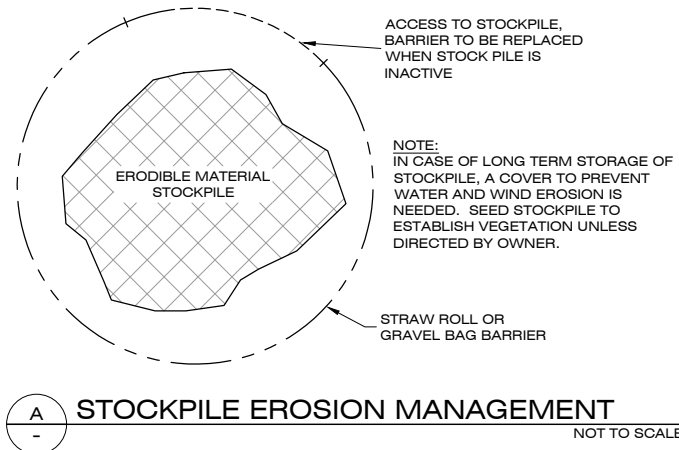 ACCESS TO STOCKPILE,
BARRIER TO BE REPLACED
WHEN STOCK PILE IS
INACTIVE
NOTE:
IN CASE OF LONG TERM STORAGE OF
STOCKPILE, A COVER TO PREVENT
WATER AND WIND EROSION IS
NEEDED. SEED STOCKPILE TO
ESTABLISH VEGETATION UNLESS
DIRECTED BY OWNER.
ERODIBLE MATERIAL
STOCKPILE
STRAW ROLL OR
GRAVEL BAG BARRIER
A
-
STOCKPILE EROSION MANAGEMENT
NOT TO SCALE